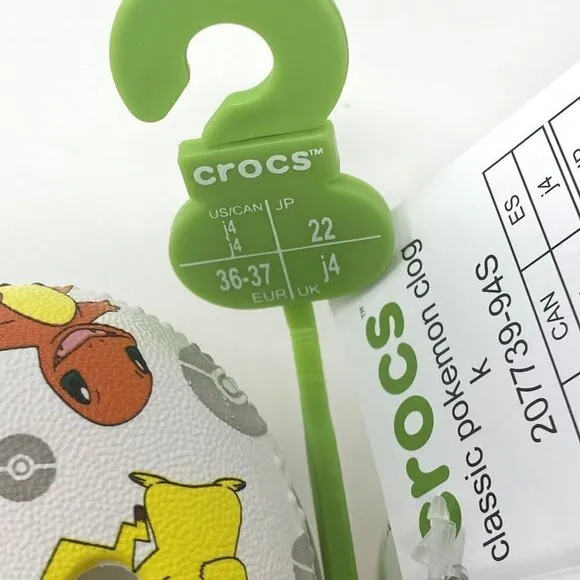 crocs™
US/CAN JP
j4
j4
22
36-37 j4
EUR UK
crocs™
classic pokemon clog
k
207739-94S
ES
j4
CAN